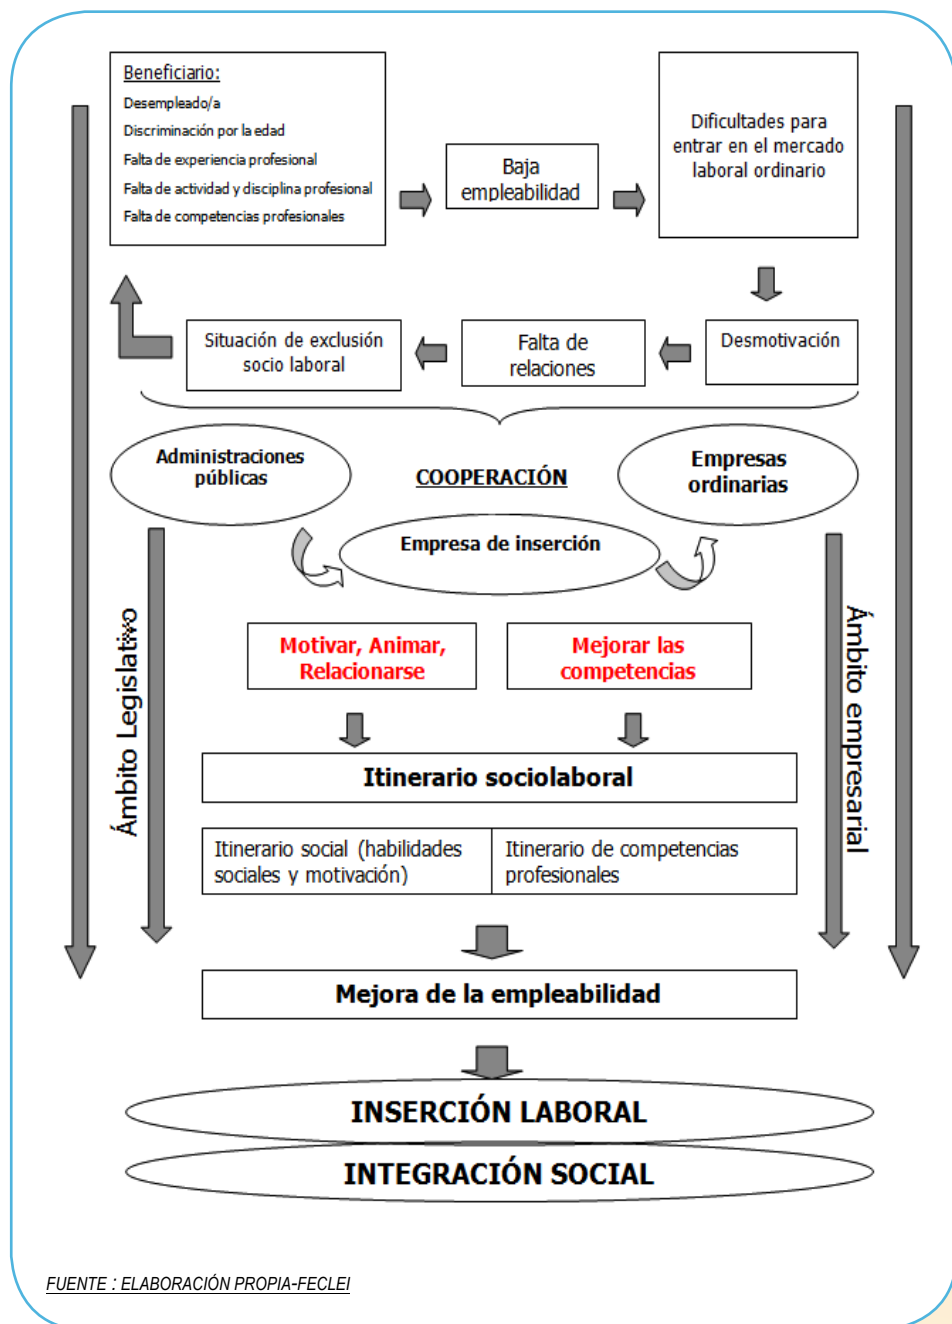 Beneficiario:
Desempleado/a
Discriminación por la edad
Falta de experiencia profesional
Falta de actividad y disciplina profesional
Falta de competencias profesionales
Baja
empleabilidad
Dificultades para
entrar en el mercado
laboral ordinario
Situación de exclusión
socio laboral
Falta de
relaciones
Desmotivación
Administraciones
públicas
COOPERACIÓN
Empresas
ordinarias
Empresa de inserción
Ámbito Legislativo
Ámbito empresarial
Motivar, Animar,
Relacionarse
Mejorar las
competencias
Itinerario sociolaboral
Itinerario social (habilidades
sociales y motivación)
Itinerario de competencias
profesionales
Mejora de la empleabilidad
INSERCIÓN LABORAL
INTEGRACIÓN SOCIAL
FUENTE : ELABORACIÓN PROPIA-FECLEI